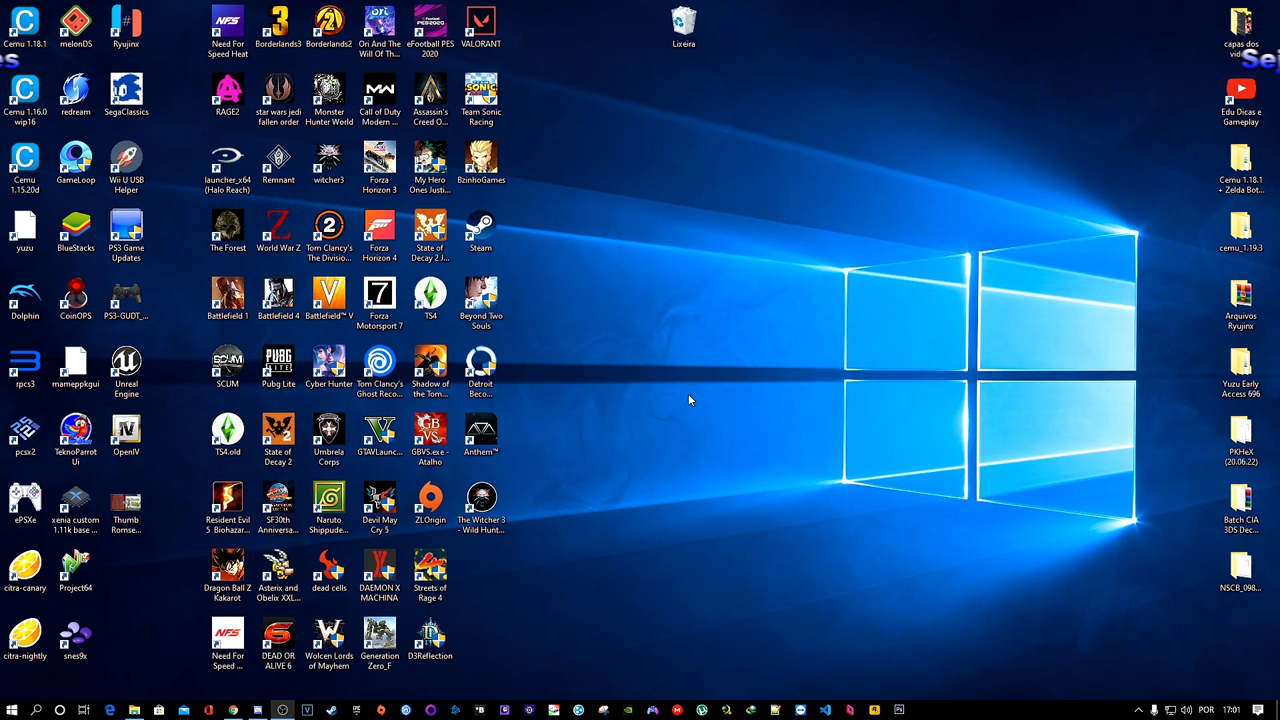 Cemu 1.18.1
melonDS
Ryujinx
Need For
Speed Heat
Borderlands3
Borderlands2
Ori And The
Will Of Th...
eFootball PES
2020
VALORANT
Lixeira
capas dos
vid
es
Sej
Cemu 1.16.0
wip16
redream
SegaClassics
RAGE2
star wars jedi
fallen order
Monster
Hunter World
Call of Duty
Modern ...
Assassin's
Creed O...
Team Sonic
Racing
Edu Dicas e
Gameplay
Cemu
1.15.20d
GameLoop
Wii U USB
Helper
launcher_x64
(Halo Reach)
Remnant
witcher3
Forza
Horizon 3
My Hero
Ones Justi...
BzinhoGames
Cemu 1.18.1
+ Zelda Bot...
yuzu
BlueStacks
PS3 Game
Updates
The Forest
World War Z
Tom Clancy's
The Divisio...
Forza
Horizon 4
State of
Decay 2 J...
Steam
cemu_1.19.3
Dolphin
CoinOPS
PS3-GUDT_...
Battlefield 1
Battlefield 4
Battlefield™ V
Forza
Motorsport 7
TS4
Beyond Two
Souls
Arquivos
Ryujinx
rpcs3
mameppkgui
Unreal
Engine
SCUM
Pubg Lite
Cyber Hunter
Tom Clancy's
Ghost Reco...
Shadow of
the Tom...
Detroit
Beco...
Yuzu Early
Access 696
pcsx2
TeknoParrot
Ui
OpenIV
TS4.old
State of
Decay 2
Umbrela
Corps
GTAVLaunc...
GBVS.exe -
Atalho
Anthem™
PKHeX
(20.06.22)
ePSXe
xenia custom
1.11k base ...
Thumb
Romse...
Resident Evil
5 Biohazar...
SF30th
Anniversa...
Naruto
Shippude...
Devil May
Cry 5
ZLOrigin
The Witcher 3
- Wild Hunt...
Batch CIA
3DS Dec...
citra-canary
Project64
Dragon Ball Z
Kakarot
Asterix and
Obelix XXL...
dead cells
DAEMON X
MACHINA
Streets of
Rage 4
NSCB_098...
citra-nightly
snes9x
Need For
Speed ...
DEAD OR
ALIVE 6
Wolcen Lords
of Mayhem
Generation
Zero_F
D3Reflection
POR
17:01